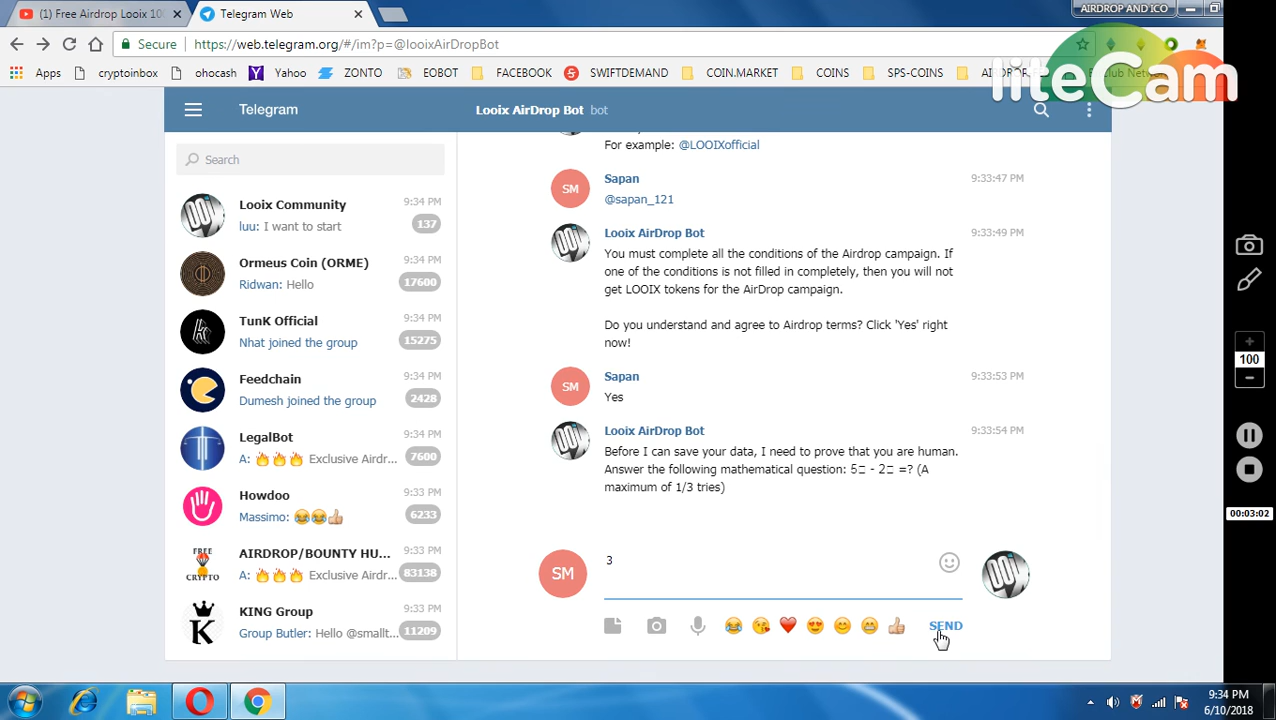 (1) Free Airdrop Looix 10
Telegram Web
AIRDROP AND ICO
Secure
https://web.telegram.org/#/im?p=@looixAirDropBot
Apps
cryptoinbox
ohocash
Yahoo
EOBOT
FACEBOOK
SWIFTDEMAND
COIN.MARKET
COINS
SPS-COINS
liteCam
Telegram
Looix AirDrop Bot bot
Search
Looix Community 9:34 PM
luu: I want to start 137
Ormeus Coin (ORME) 9:34 PM
Ridwan: Hello 17600
TunK Official 9:34 PM
Nhat joined the group 15275
Feedchain 9:34 PM
Dumesh joined the group 2428
LegalBot 9:34 PM
A: 🔥🔥🔥 Exclusive Airdr... 7600
Howdoo 9:33 PM
Massimo: 😂😂👍 6233
FREE
CRYPTO
AIRDROP/BOUNTY HU... 9:33 PM
A: 🔥🔥🔥 Exclusive Airdr... 83138
K
KING Group 9:33 PM
Group Butler: Hello @smallt... 11209
For example: @LOOIXofficial
SM
Sapan 9:33:47 PM
@sapan_121
Looix AirDrop Bot 9:33:49 PM
You must complete all the conditions of the Airdrop campaign. If
one of the conditions is not filled in completely, then you will not
get LOOIX tokens for the AirDrop campaign.
Do you understand and agree to Airdrop terms? Click 'Yes' right
now!
SM
Sapan 9:33:53 PM
Yes
Looix AirDrop Bot 9:33:54 PM
Before I can save your data, I need to prove that you are human.
Answer the following mathematical question: 5 - 2 =? (A
maximum of 1/3 tries)
SM
3
SEND
100
00:03:02
9:34 PM
6/10/2018